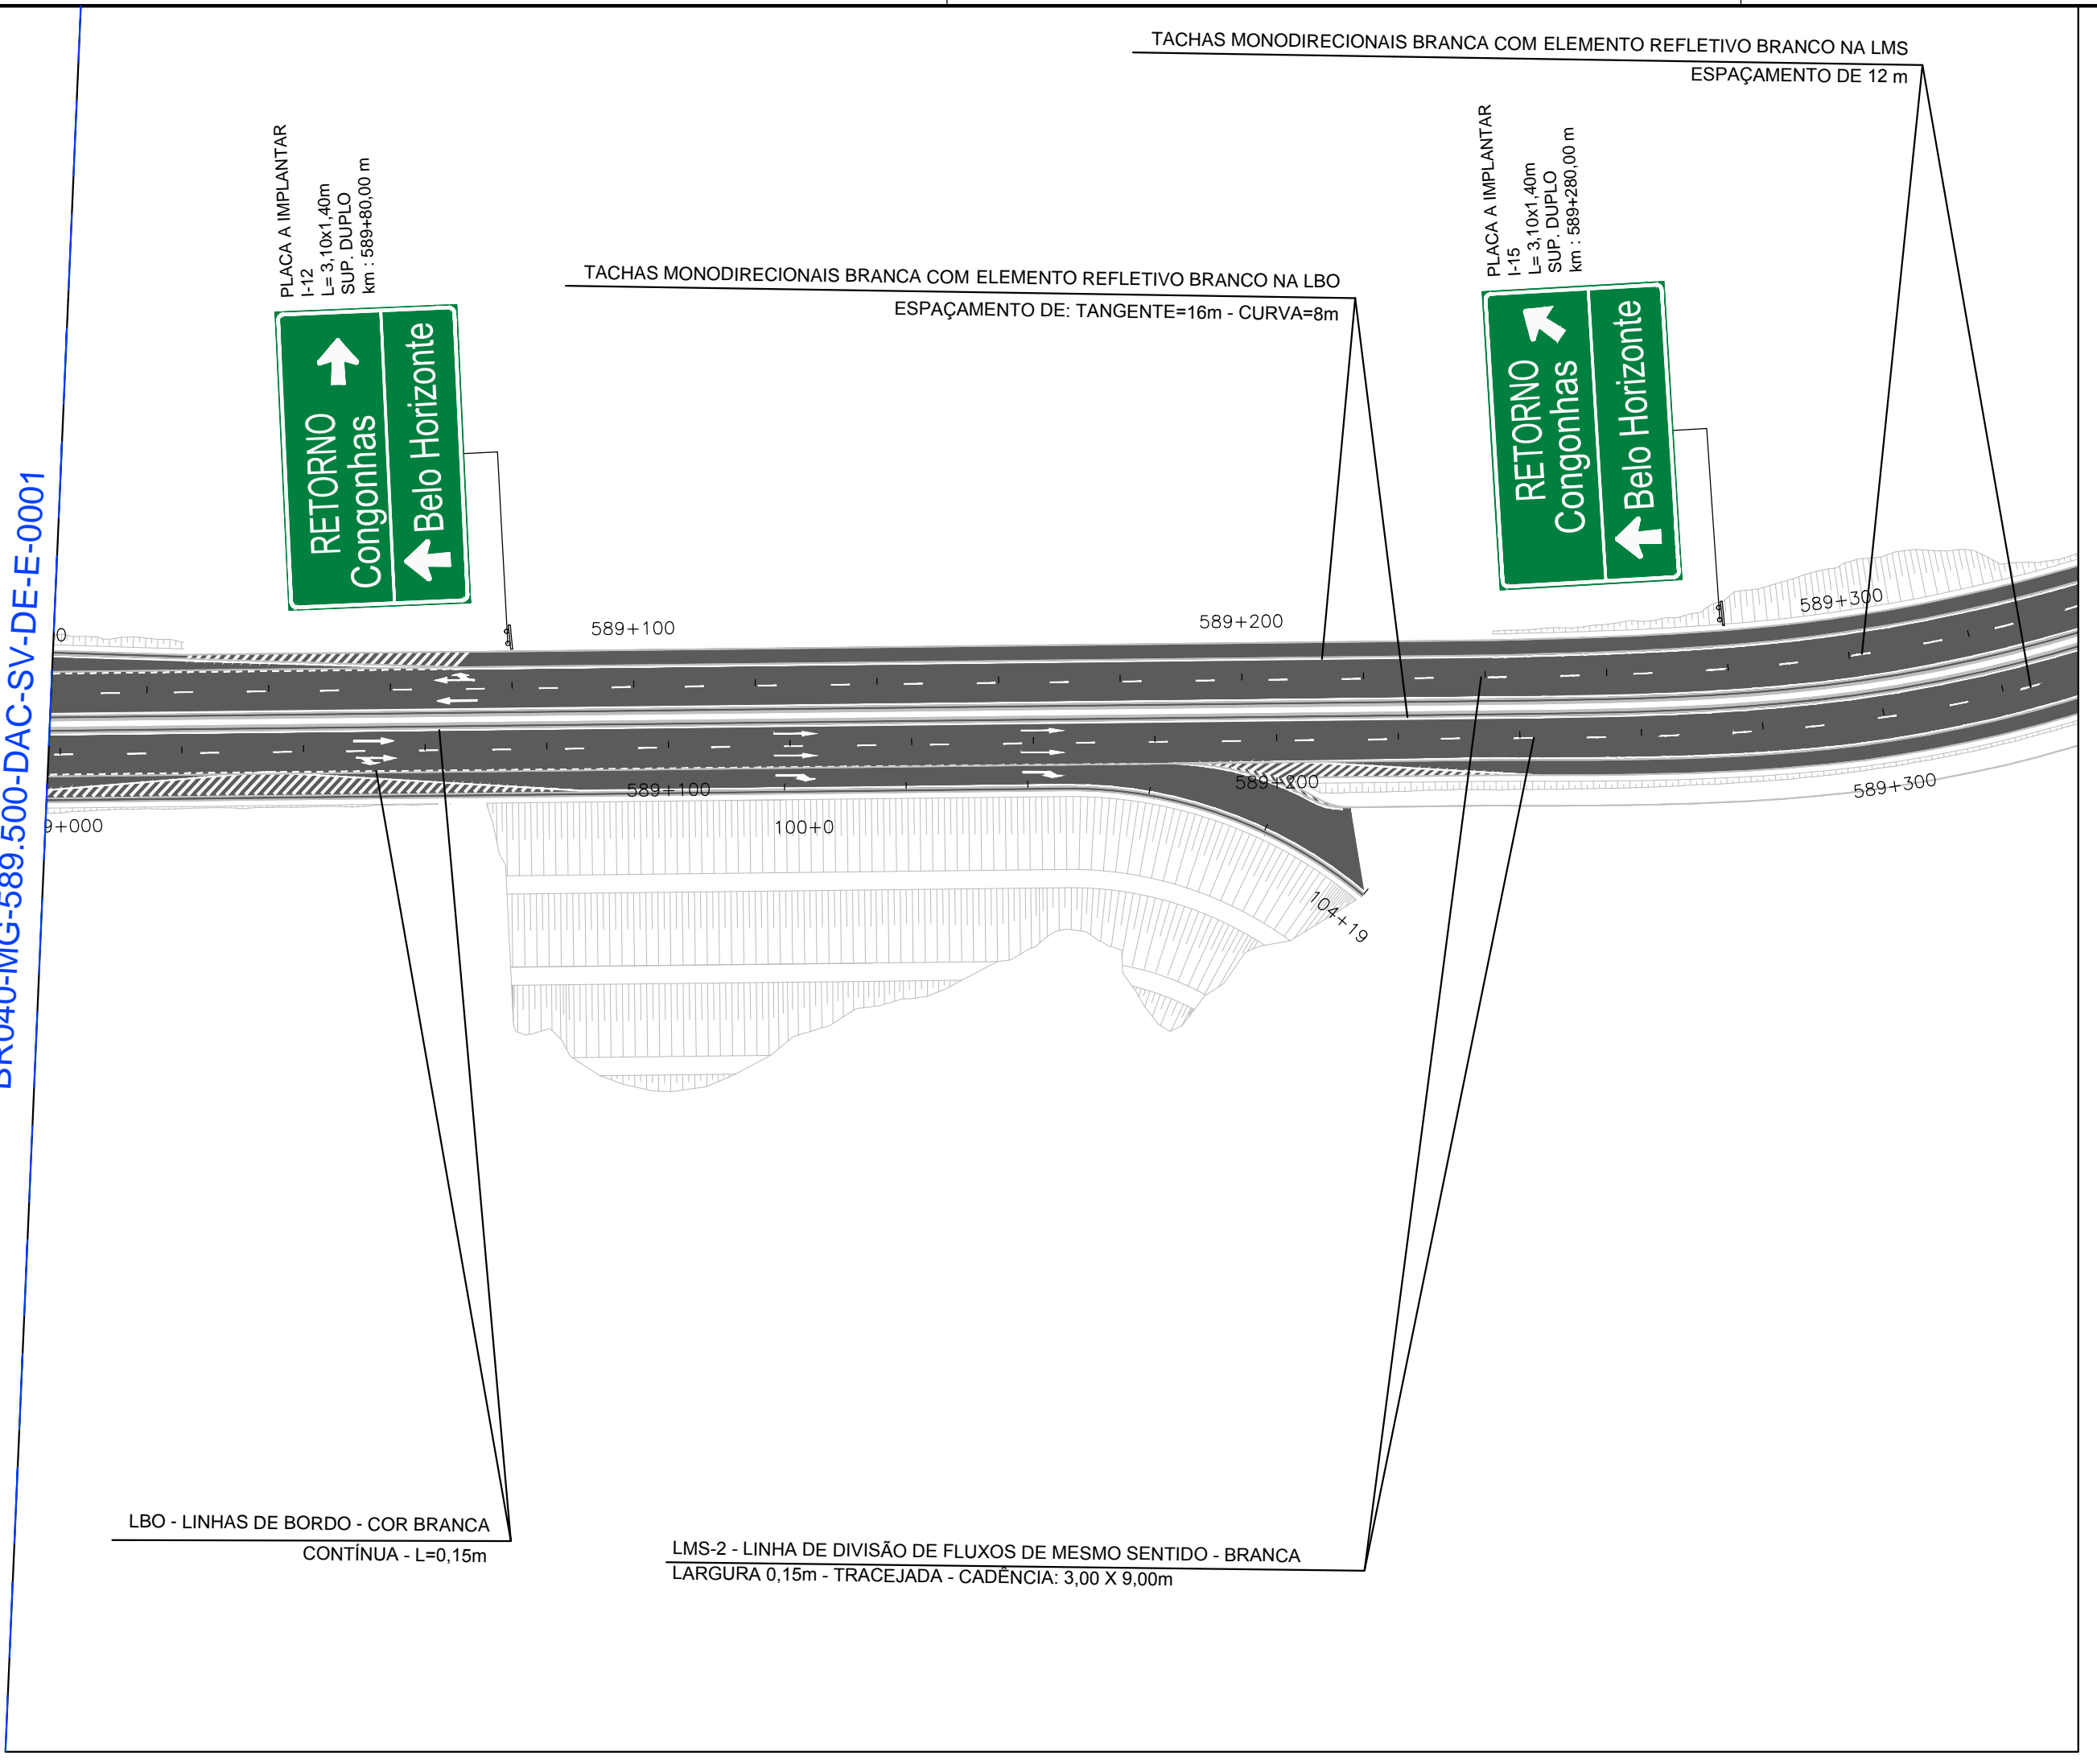 TACHAS MONODIRECIONAIS BRANCA COM ELEMENTO REFLETIVO BRANCO NA LMS
ESPAÇAMENTO DE 12 m
PLACA A IMPLANTAR
I-12
L= 3,10x1,40m
SUP. DUPLO
km : 589+80,00 m
RETORNO
Congonhas
Belo Horizonte
TACHAS MONODIRECIONAIS BRANCA COM ELEMENTO REFLETIVO BRANCO NA LBO
ESPAÇAMENTO DE: TANGENTE=16m - CURVA=8m
PLACA A IMPLANTAR
I-15
L= 3,10x1,40m
SUP. DUPLO
km : 589+280,00 m
RETORNO
Congonhas
Belo Horizonte
BR040-MG-589.500-DAC-SV-DE-E-0001
0
589+100
589+200
589+300
9+000
589+100
100+0
589+200
589+300
104+19
LBO - LINHAS DE BORDO - COR BRANCA
CONTÍNUA - L=0,15m
LMS-2 - LINHA DE DIVISÃO DE FLUXOS DE MESMO SENTIDO - BRANCA
LARGURA 0,15m - TRACEJADA - CADÊNCIA: 3,00 X 9,00m